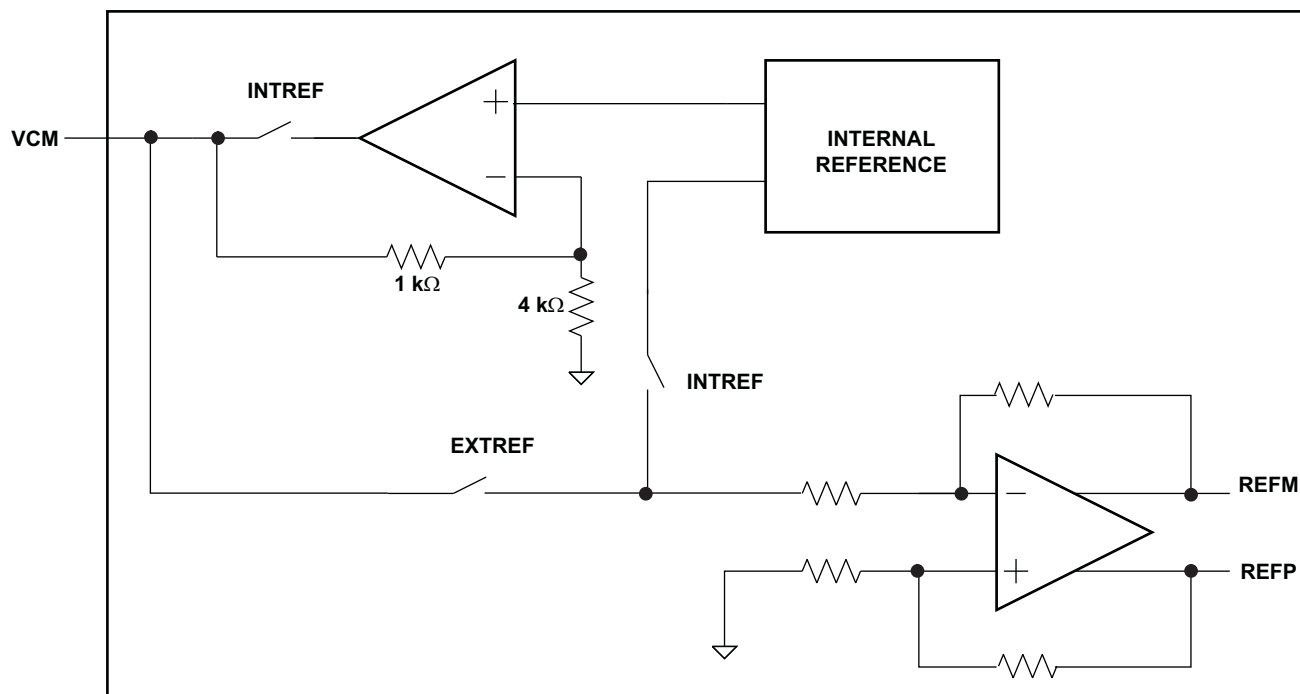 INTREF
VCM
INTERNAL
REFERENCE
+
−
1 kΩ
4 kΩ
INTREF
EXTREF
−
REFM
+
REFP